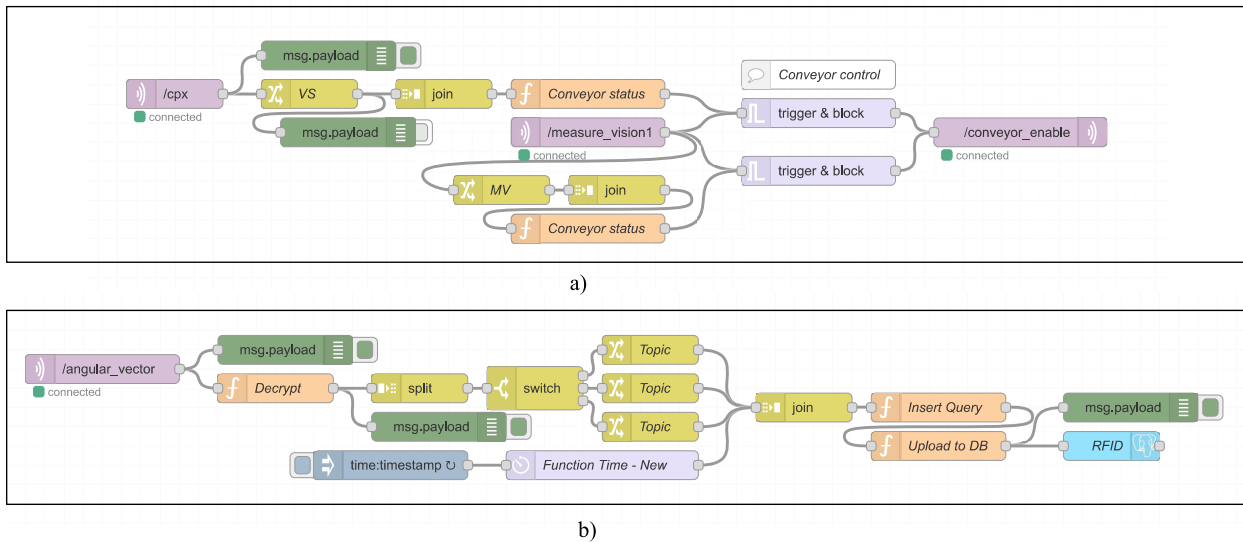 msg.payload
/cpx
connected
VS
join
Conveyor status
Conveyor control
trigger & block
msg.payload
/measure_vision1
connected
/conveyor_enable
connected
trigger & block
MV
join
Conveyor status
a)
msg.payload
Topic
/angular_vector
connected
Decrypt
split
switch
Topic
join
Insert Query
msg.payload
msg.payload
Topic
Upload to DB
RFID
time:timestamp ↻
Function Time - New
b)